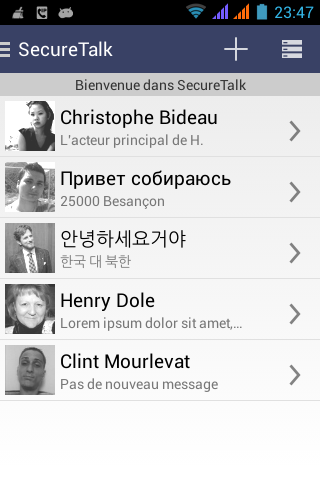 23:47
SecureTalk
Bienvenue dans SecureTalk
Christophe Bideau
L'acteur principal de H.
Привет собираюсь
25000 Besançon
안녕하세요거야
한국 대 북한
Henry Dole
Lorem ipsum dolor sit amet,...
Clint Mourlevat
Pas de nouveau message